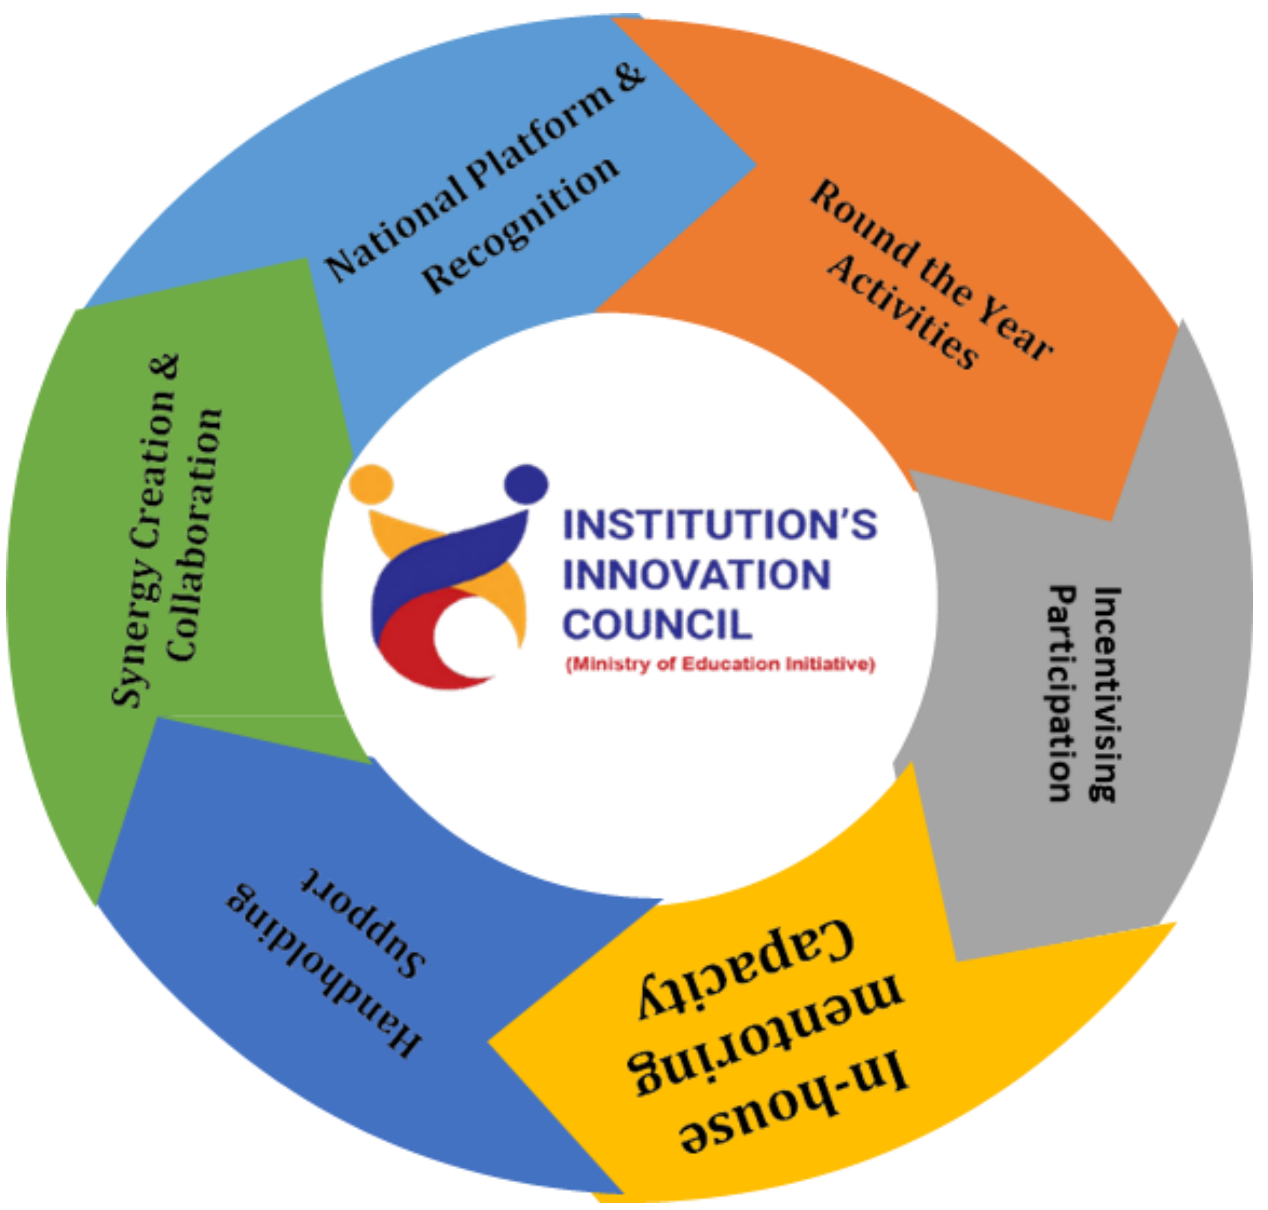 National Platform &
Recognition
Round the Year
Activities
Incentivising
Participation
In-house
mentoring
Capacity
Handholding
Support
Synergy Creation &
Collaboration
INSTITUTION’S
INNOVATION
COUNCIL
(Ministry of Education Initiative)